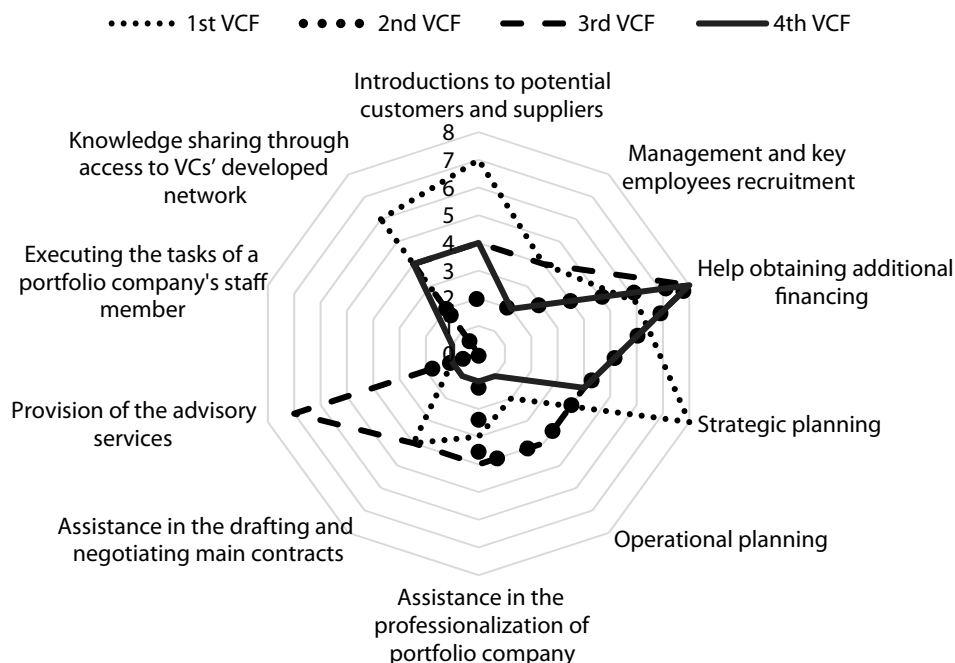 1st VCF
2nd VCF
3rd VCF
4th VCF
Introductions to potential
customers and suppliers
Management and key
employees recruitment
Help obtaining additional
financing
Strategic planning
Operational planning
Assistance in the
professionalization of
portfolio company
Assistance in the drafting and
negotiating main contracts
Provision of the advisory
services
Executing the tasks of a
portfolio company's staff
member
Knowledge sharing through
access to VCs’ developed
network
8
7
6
5
4
3
2
1
0